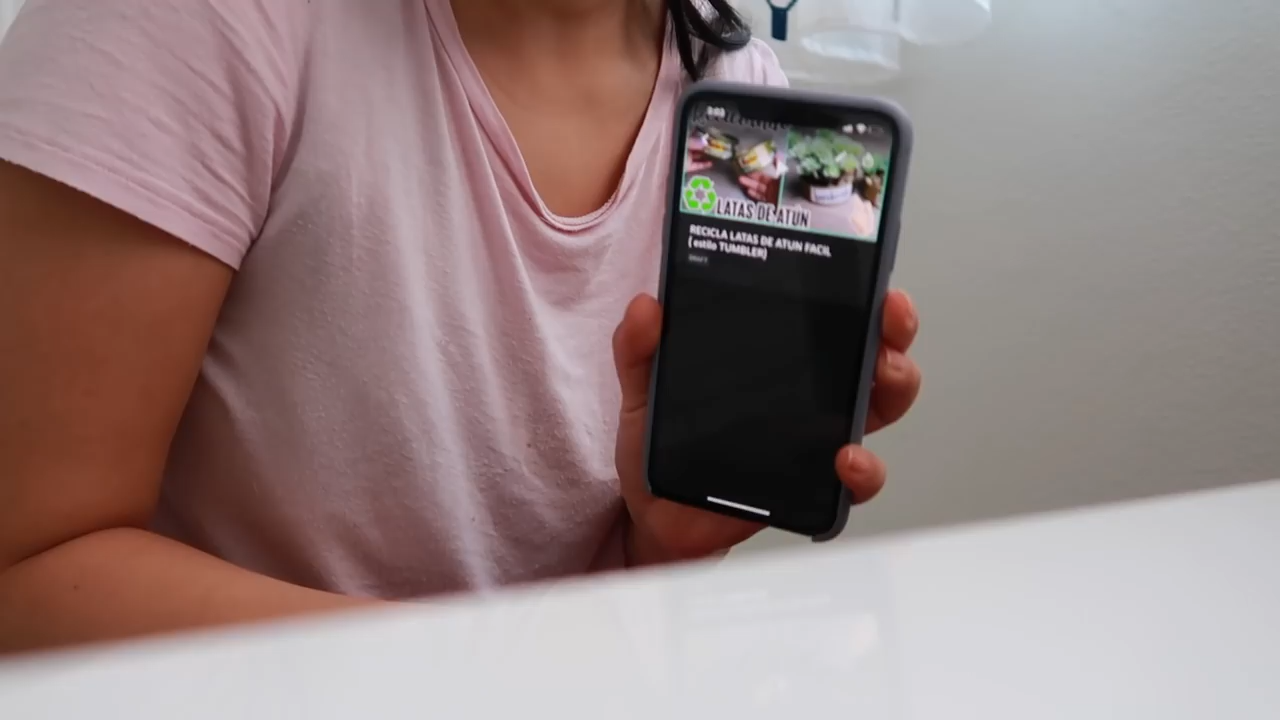 LATAS DE ATUN
RECICLA LATAS DE ATUN FACIL
( estilo TUMBLER)